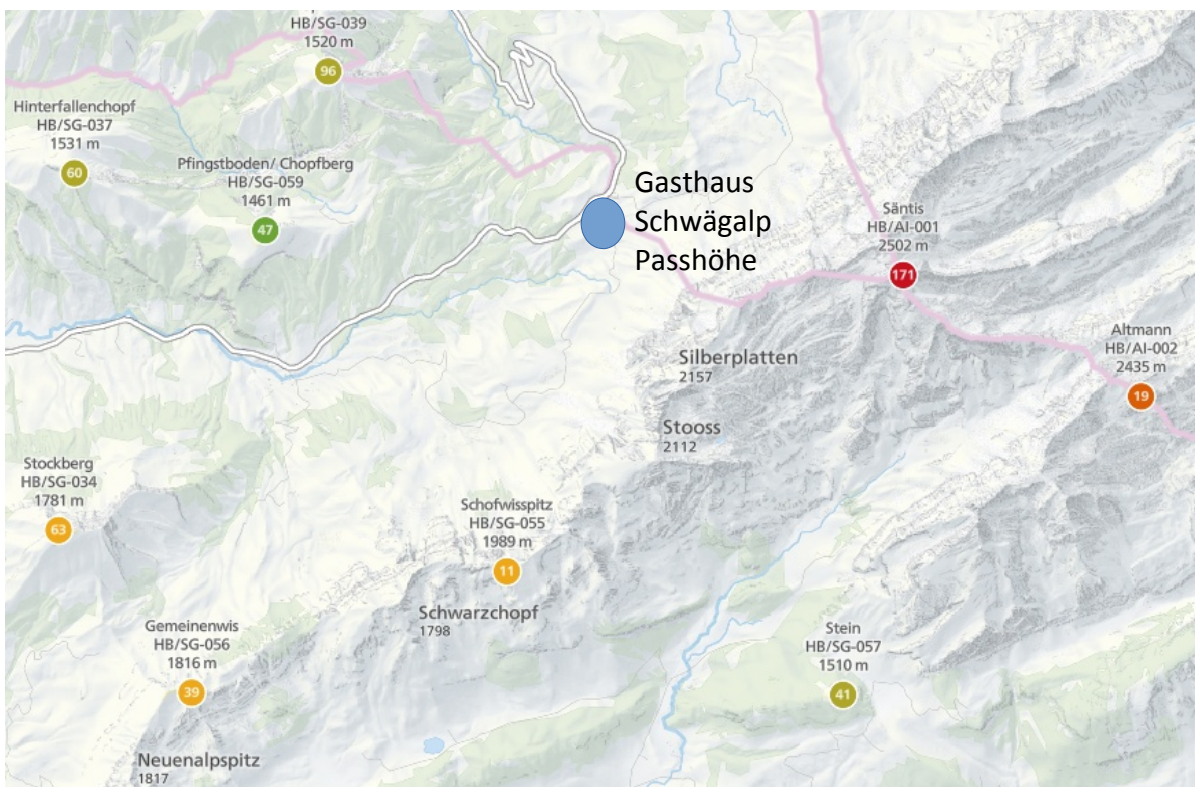 HB/SG-039
1520 m
96
Hinterfallenchopf
HB/SG-037
1531 m
60
Pfingstboden/ Chopfberg
HB/SG-059
1461 m
47
Gasthaus
Schwägalp
Passhöhe
Säntis
HB/AI-001
2502 m
171
Altmann
HB/AI-002
2435 m
19
Silberplatten
2157
Stooss
2112
Stockberg
HB/SG-034
1781 m
63
Schofwisspitz
HB/SG-055
1989 m
11
Schwarzchopf
1798
Gemeinenwis
HB/SG-056
1816 m
39
Stein
HB/SG-057
1510 m
41
Neuenalpspitz
1817